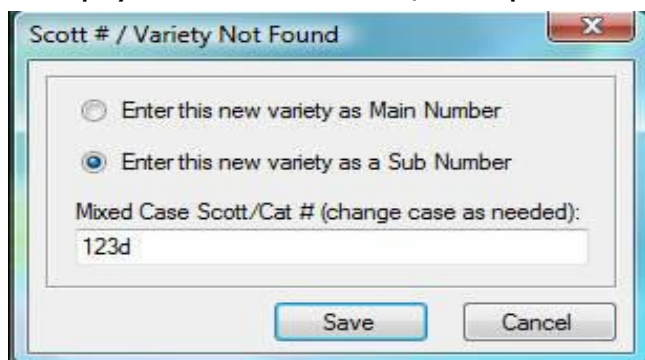 Scott # / Variety Not Found
Enter this new variety as Main Number
Enter this new variety as a Sub Number
Mixed Case Scott/Cat # (change case as needed):
123d
Save Cancel